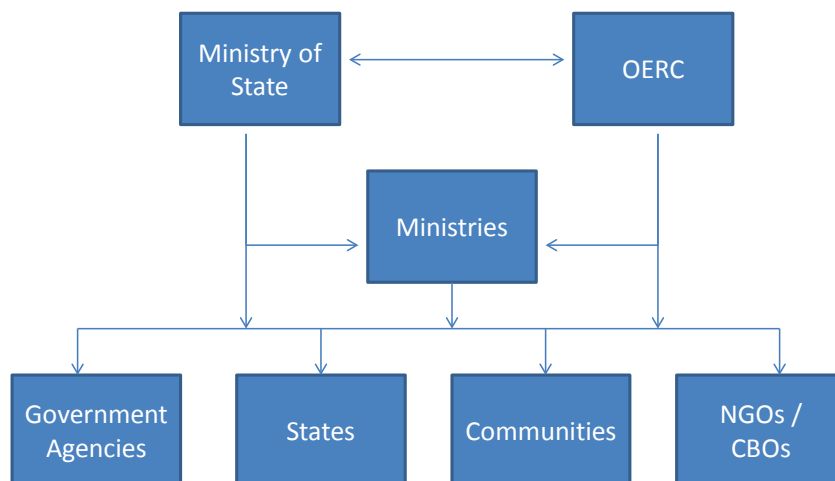 Ministry of
State
OERC
Ministries
Government
Agencies
States
Communities
NGOs /
CBOs